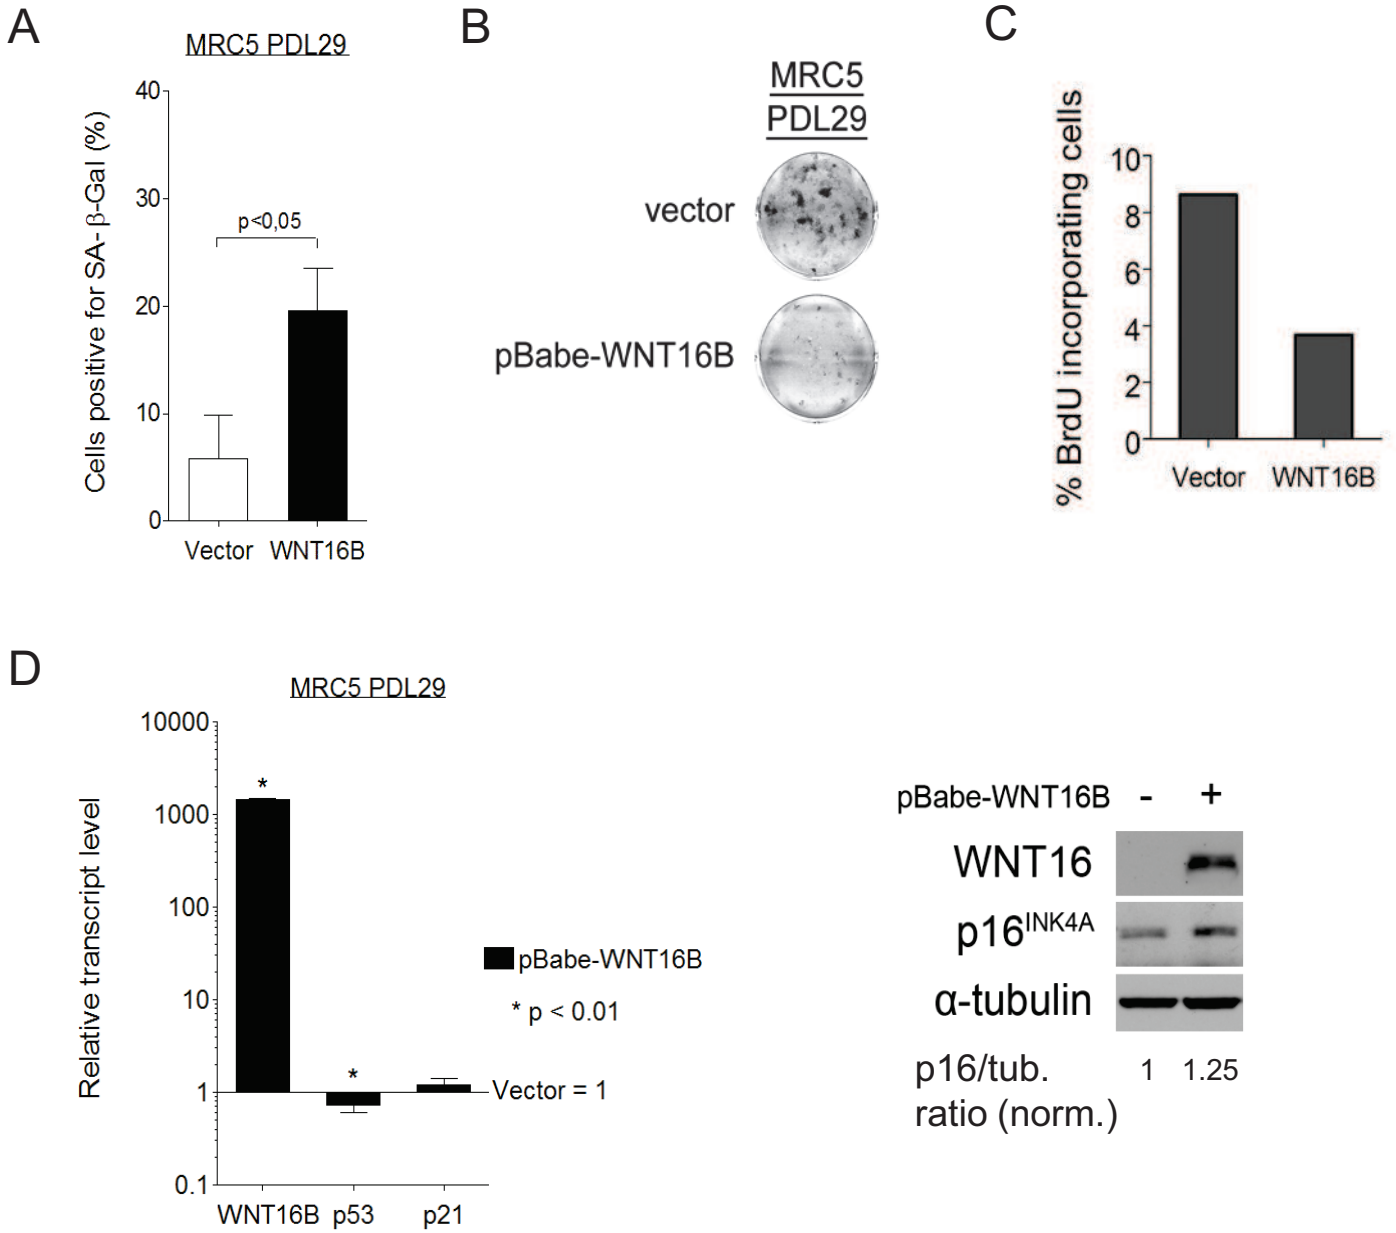 A
MRC5 PDL29
Cells positive for SA-β-Gal (%)
40
30
20
10
0
p<0,05
Vector WNT16B
B
MRC5
PDL29
vector
pBabe-WNT16B
C
% BrdU incorporating cells
10
8
6
4
2
0
Vector WNT16B
D
MRC5 PDL29
Relative transcript level
10000
1000
100
10
1
0.1
*
*
pBabe-WNT16B
* p < 0.01
Vector = 1
WNT16B p53 p21
pBabe-WNT16B - +
WNT16
p16INK4A
α-tubulin
p16/tub. 1 1.25
ratio (norm.)